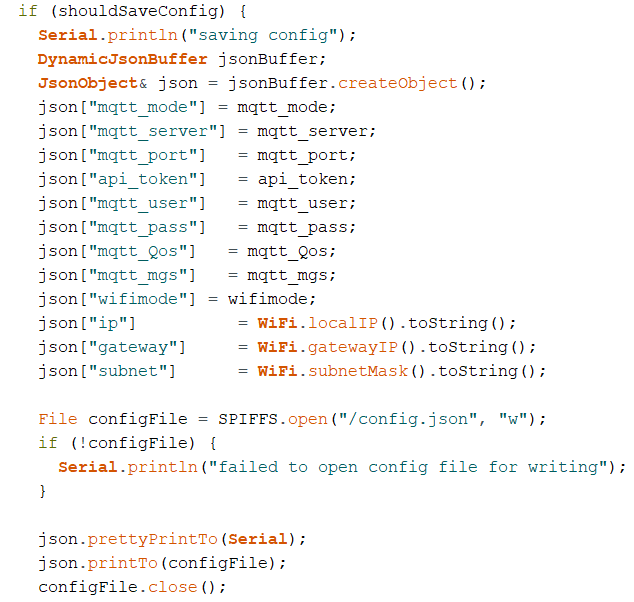 if (shouldSaveConfig) {
  Serial.println("saving config");
  DynamicJsonBuffer jsonBuffer;
  JsonObject& json = jsonBuffer.createObject();
  json["mqtt_mode"] = mqtt_mode;
  json["mqtt_server"] = mqtt_server;
  json["mqtt_port"]   = mqtt_port;
  json["api_token"]   = api_token;
  json["mqtt_user"]   = mqtt_user;
  json["mqtt_pass"]   = mqtt_pass;
  json["mqtt_Qos"]   = mqtt_Qos;
  json["mqtt_mgs"]   = mqtt_mgs;
  json["wifimode"] = wifimode;
  json["ip"]          = WiFi.localIP().toString();
  json["gateway"]     = WiFi.gatewayIP().toString();
  json["subnet"]      = WiFi.subnetMask().toString();

  File configFile = SPIFFS.open("/config.json", "w");
  if (!configFile) {
    Serial.println("failed to open config file for writing");
  }

  json.prettyPrintTo(Serial);
  json.printTo(configFile);
  configFile.close();